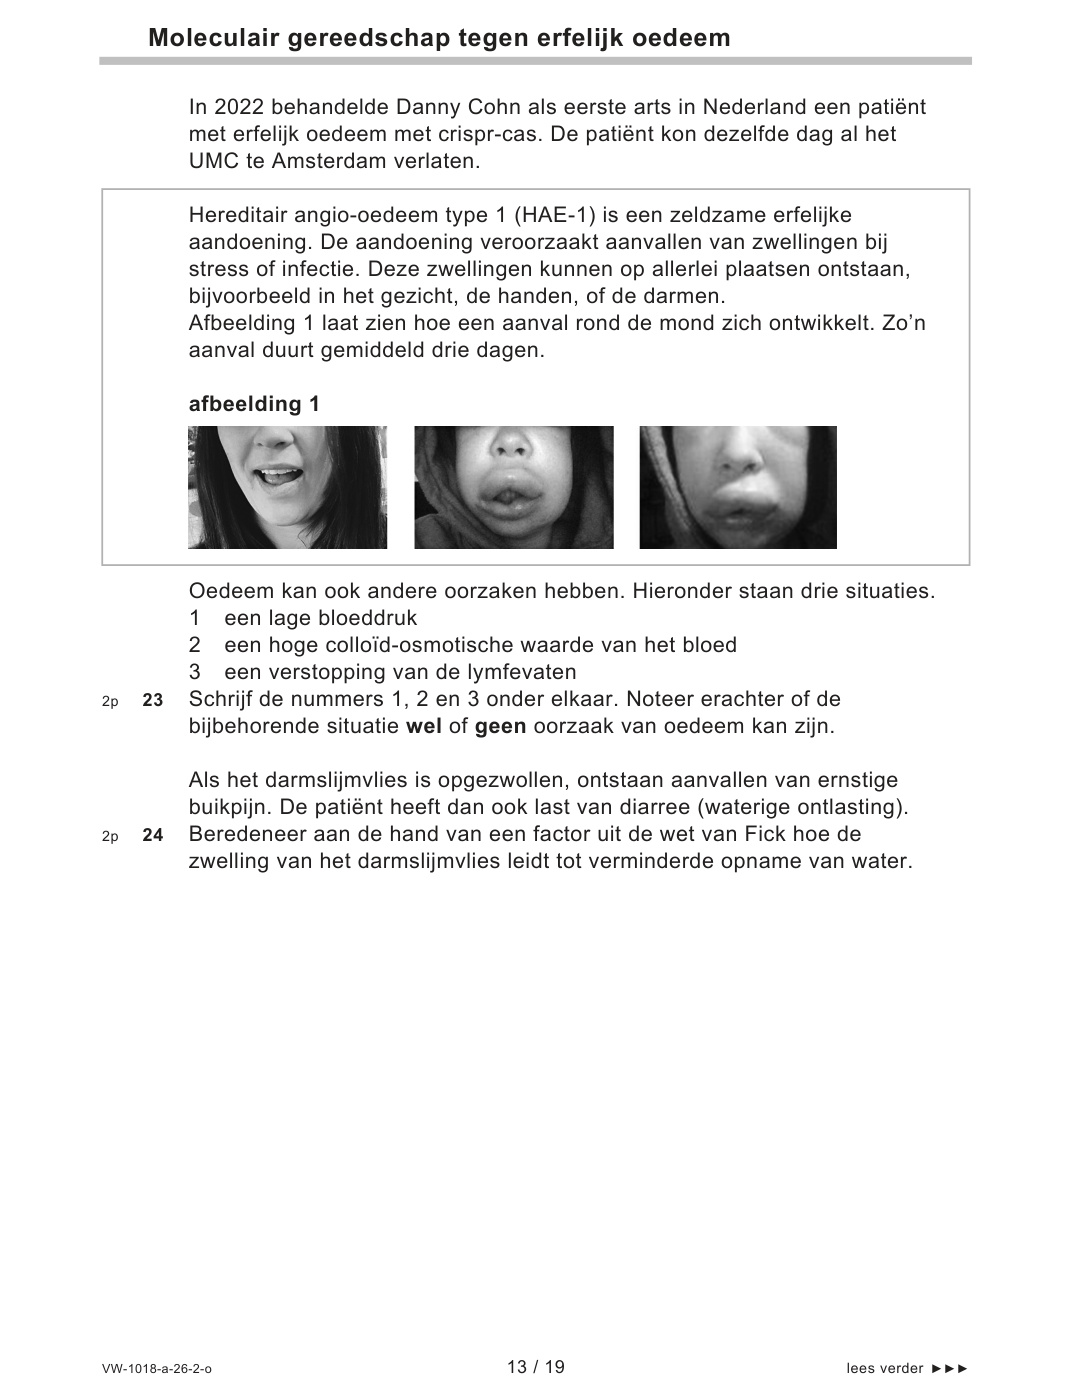 Moleculair gereedschap tegen erfelijk oedeem
In 2022 behandelde Danny Cohn als eerste arts in Nederland een patiënt
met erfelijk oedeem met crispr-cas. De patiënt kon dezelfde dag al het
UMC te Amsterdam verlaten.
Hereditair angio-oedeem type 1 (HAE-1) is een zeldzame erfelijke
aandoening. De aandoening veroorzaakt aanvallen van zwellingen bij
stress of infectie. Deze zwellingen kunnen op allerlei plaatsen ontstaan,
bijvoorbeeld in het gezicht, de handen, of de darmen.
Afbeelding 1 laat zien hoe een aanval rond de mond zich ontwikkelt. Zo’n
aanval duurt gemiddeld drie dagen.
afbeelding 1
Oedeem kan ook andere oorzaken hebben. Hieronder staan drie situaties.
1 een lage bloeddruk
2 een hoge colloïd-osmotische waarde van het bloed
3 een verstopping van de lymfevaten
2p 23 Schrijf de nummers 1, 2 en 3 onder elkaar. Noteer erachter of de
bijbehorende situatie wel of geen oorzaak van oedeem kan zijn.
Als het darmslijmvlies is opgezwollen, ontstaan aanvallen van ernstige
buikpijn. De patiënt heeft dan ook last van diarree (waterige ontlasting).
2p 24 Beredeneer aan de hand van een factor uit de wet van Fick hoe de
zwelling van het darmslijmvlies leidt tot verminderde opname van water.
VW-1018-a-26-2-o 13 / 19 lees verder ►►►